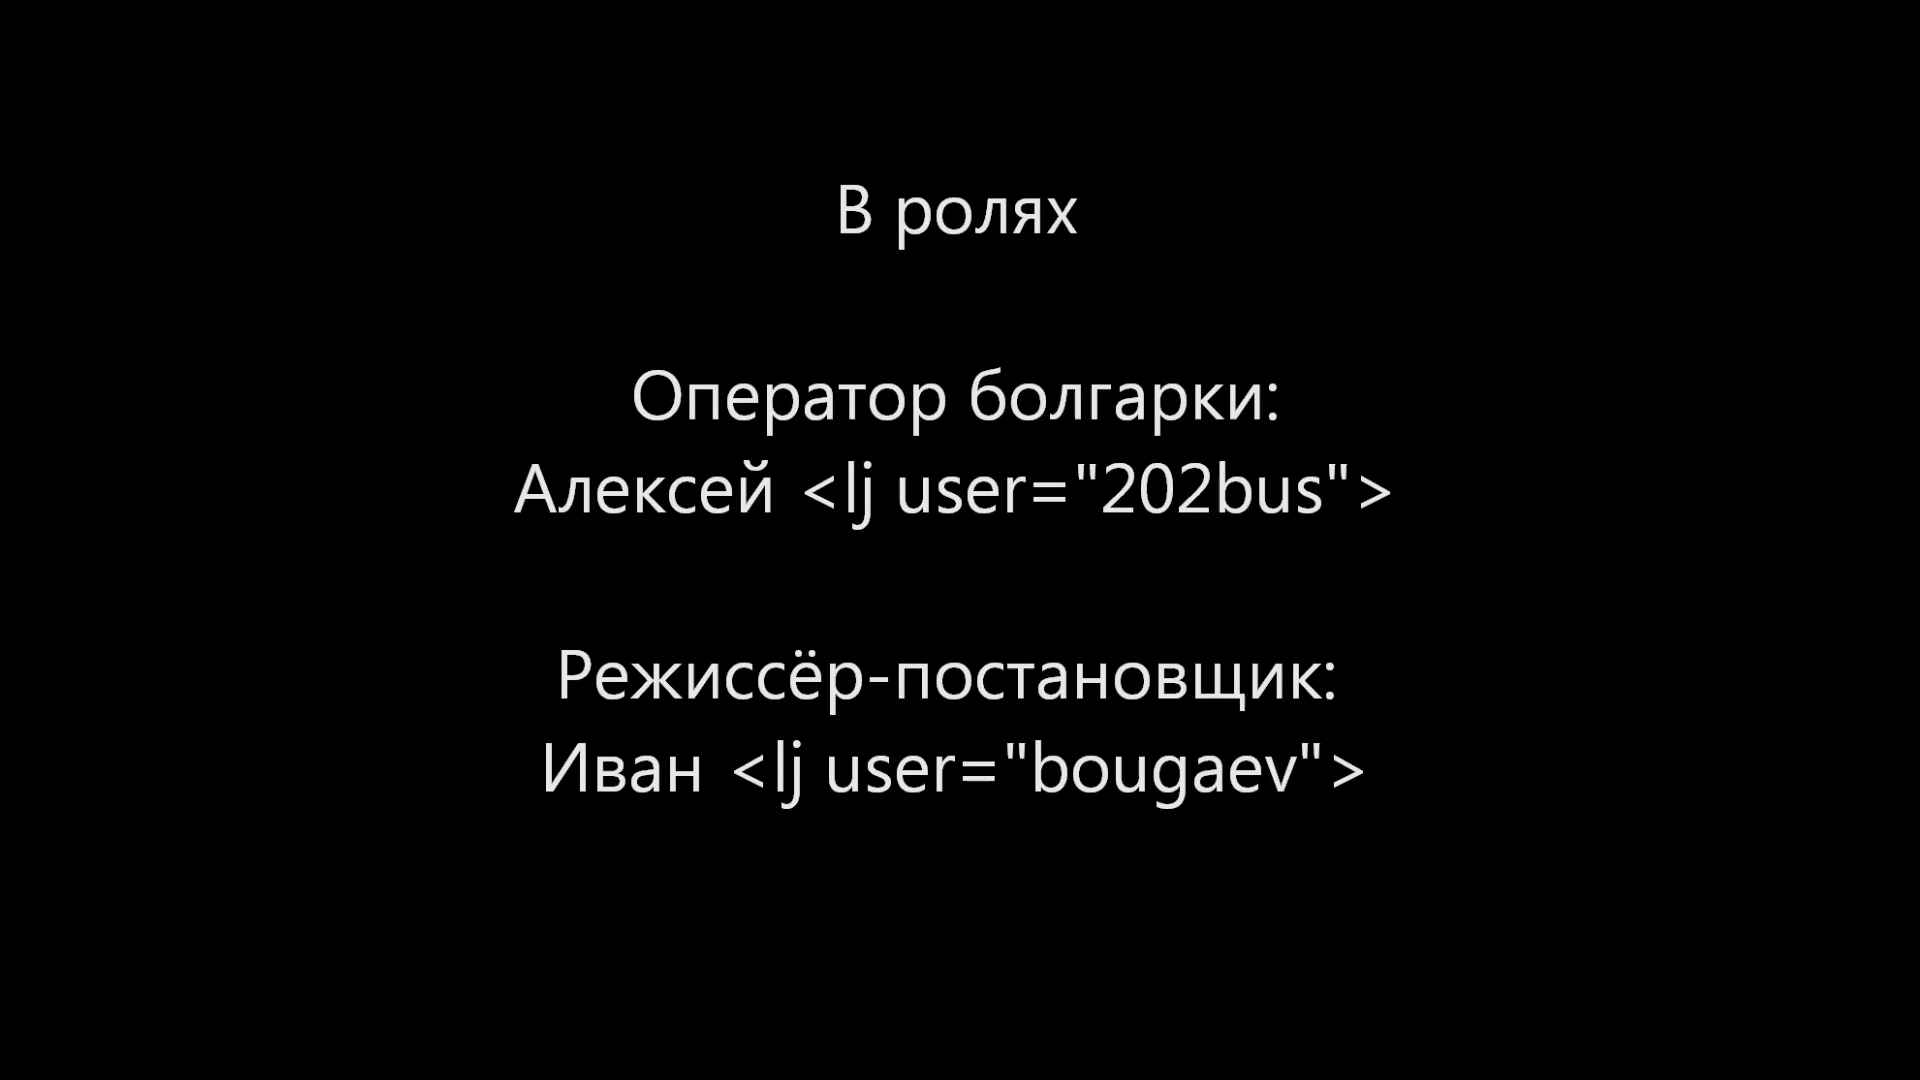 В ролях
Оператор болгарки:
Алексей <lj user="202bus">
Режиссёр-постановщик:
Иван <lj user="bougaev">